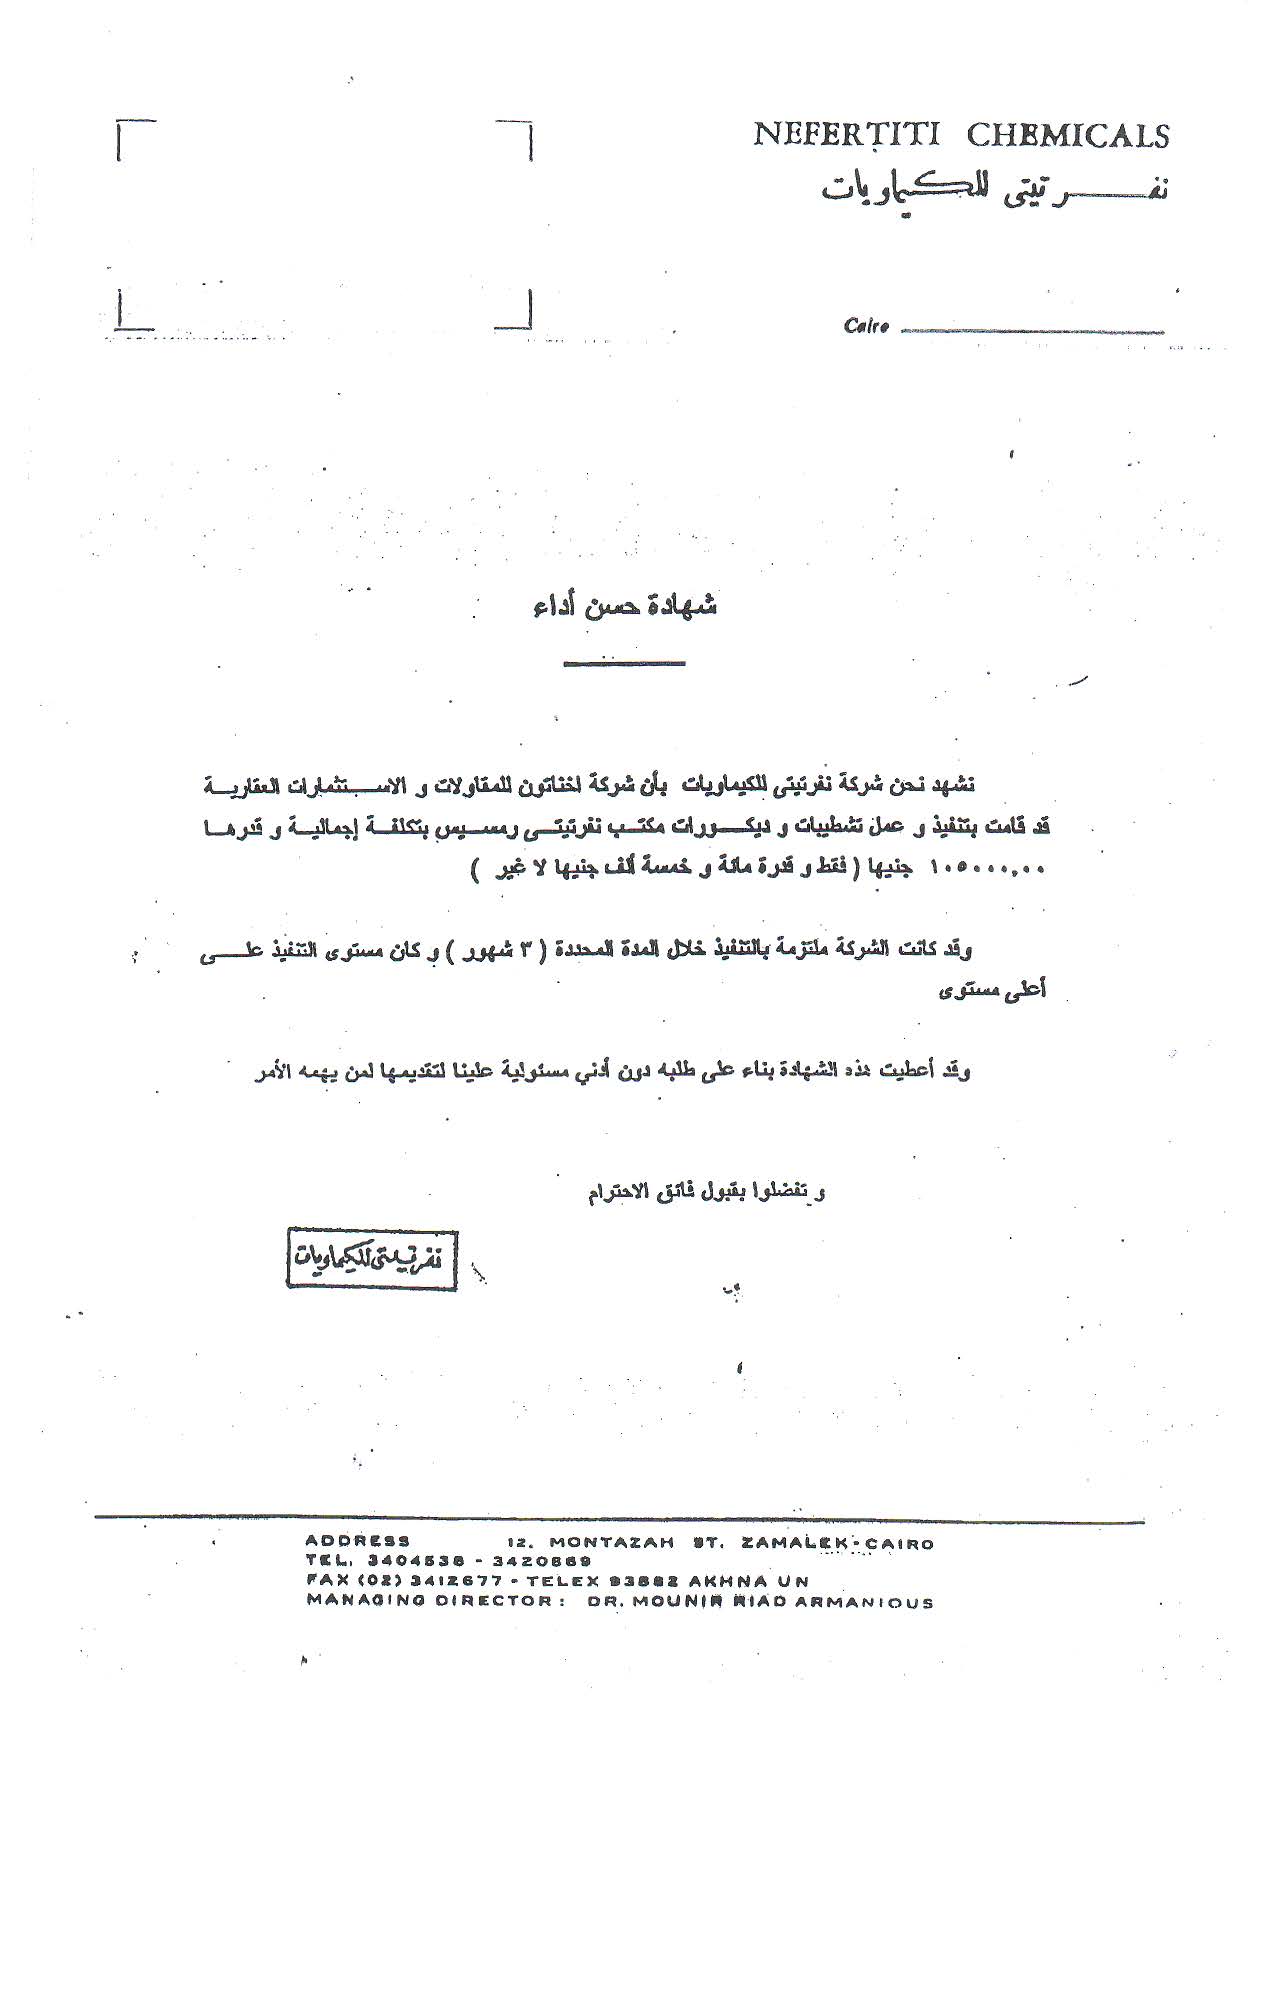 NEFERTITI CHEMICALS
نفرتيتى للكيماويات
Cairo
شهادة حسن أداء
نشهد نحن شركة نفرتيتى للكيماويات بأن شركة اخناتون للمقاولات و الاستثمارات العقارية
قد قامت بتنفيذ و عمل تشطيبات و ديكورات مكتب نفرتيتى رمسيس بتكلفة إجمالية و قدرها
١٠٥٠٠٠,٠٠ جنيها ( فقط و قدرة مائة و خمسة ألف جنيها لا غير )
وقد كانت الشركة ملتزمة بالتنفيذ خلال المدة المحددة ( ٣ شهور ) و كان مستوى التنفيذ على
أعلى مستوى
وقد أعطيت هذه الشهادة بناء على طلبه دون أدني مسئولية علينا لتقديمها لمن يهمه الأمر
و تفضلوا بقبول فائق الاحترام
نفرتيتى للكيماويات
ADDRESS 12. MONTAZAH ST. ZAMALEK-CAIRO
TEL. 3404538 - 3420869
FAX (02) 3412677 - TELEX 93882 AKHNA UN
MANAGING DIRECTOR : DR. MOUNIR RIAD ARMANIOUS